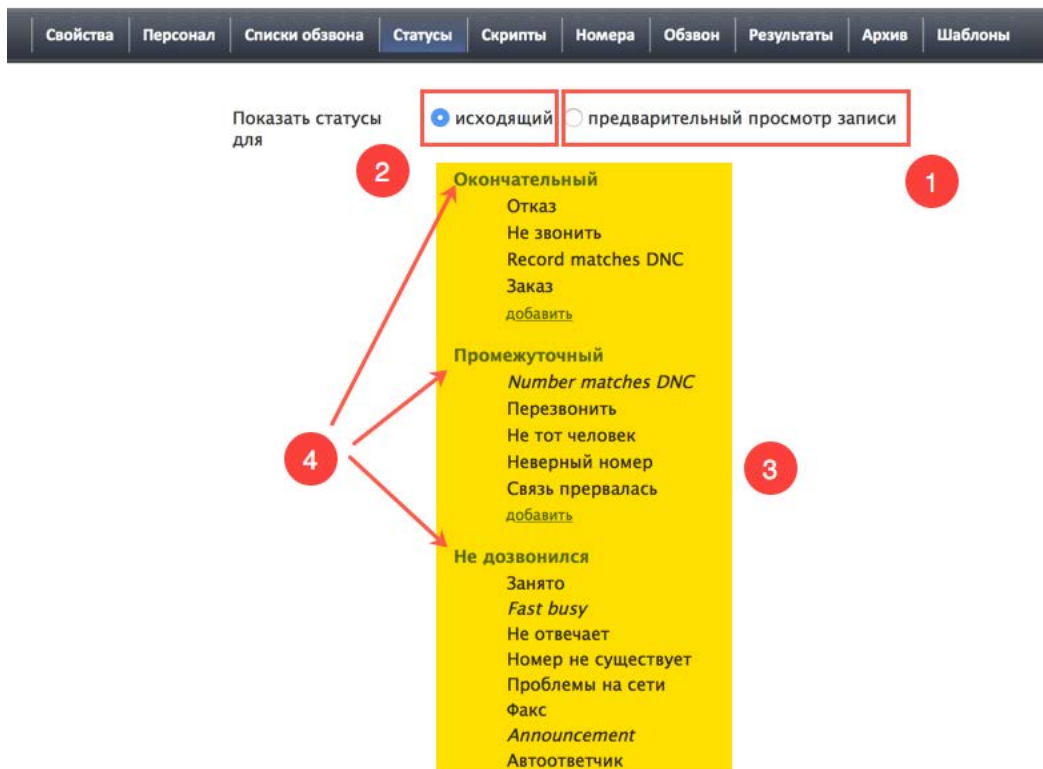 Свойства Персонал Списки обзвона Статусы Скрипты Номера Обзвон Результаты Архив Шаблоны
Показать статусы для
исходящий предварительный просмотр записи
2
1
Окончательный
Отказ
Не звонить
Record matches DNC
Заказ
добавить
Промежуточный
Number matches DNC
Перезвонить
Не тот человек
4
Неверный номер
3
Связь прервалась
добавить
Не дозвонился
Занято
Fast busy
Не отвечает
Номер не существует
Проблемы на сети
Факс
Announcement
Автоответчик